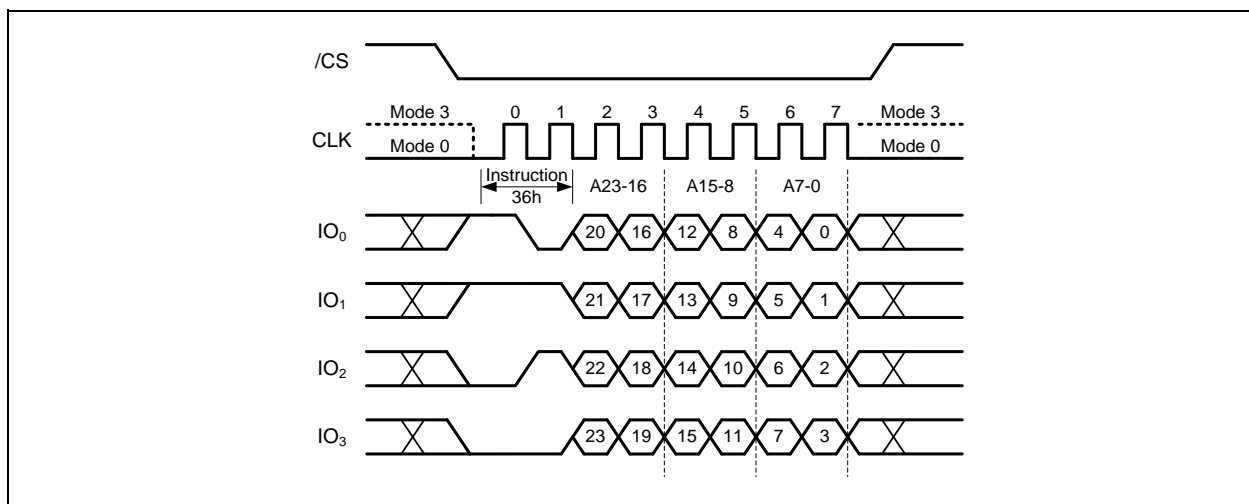 /CS
Mode 3 0 1 2 3 4 5 6 7 Mode 3
CLK
Mode 0 Mode 0
Instruction A23-16 A15-8 A7-0
36h
IO₀ 20 16 12 8 4 0
IO₁ 21 17 13 9 5 1
IO₂ 22 18 14 10 6 2
IO₃ 23 19 15 11 7 3